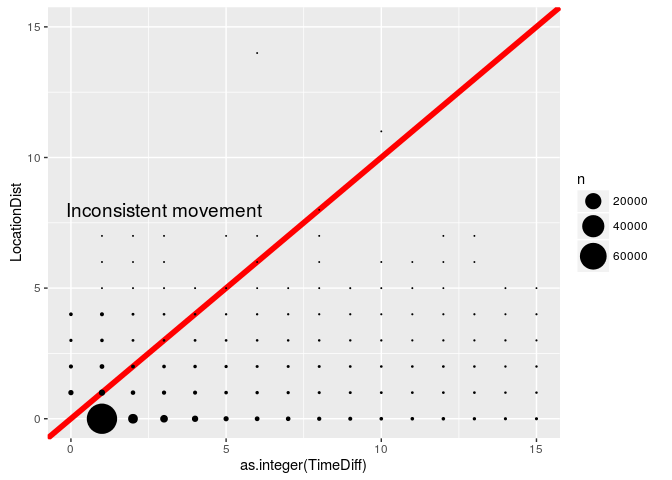 15
10
5
0
LocationDist
Inconsistent movement
0
5
10
15
as.integer(TimeDiff)
n
20000
40000
60000